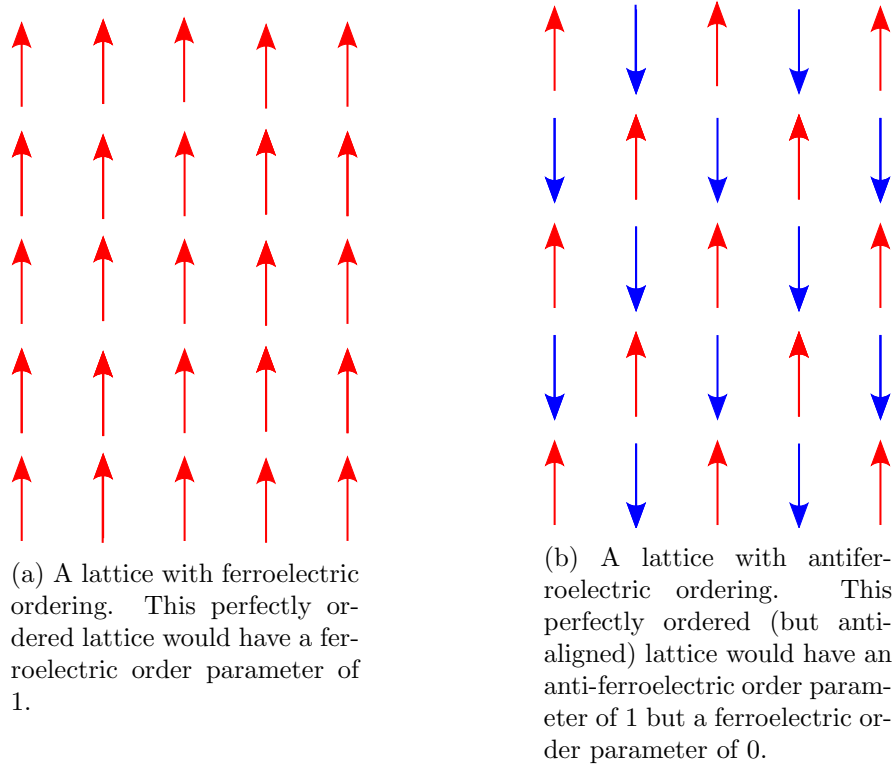 (a) A lattice with ferroelectric
ordering. This perfectly or-
dered lattice would have a fer-
roelectric order parameter of
1.
(b) A lattice with antifer-
roelectric ordering. This
perfectly ordered (but anti-
aligned) lattice would have an
anti-ferroelectric order param-
eter of 1 but a ferroelectric or-
der parameter of 0.